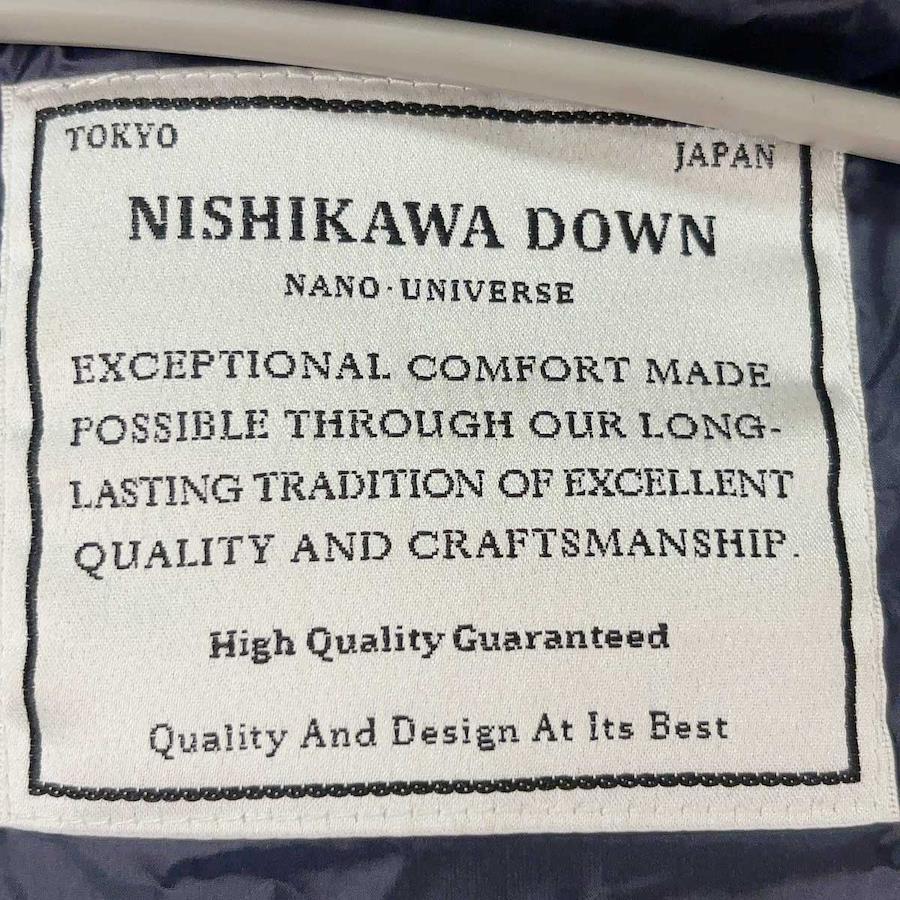 TOKYO
JAPAN
NISHIKAWA DOWN
NANO·UNIVERSE
EXCEPTIONAL COMFORT MADE
POSSIBLE THROUGH OUR LONG-
LASTING TRADITION OF EXCELLENT
QUALITY AND CRAFTSMANSHIP.
High Quality Guaranteed
Quality And Design At Its Best